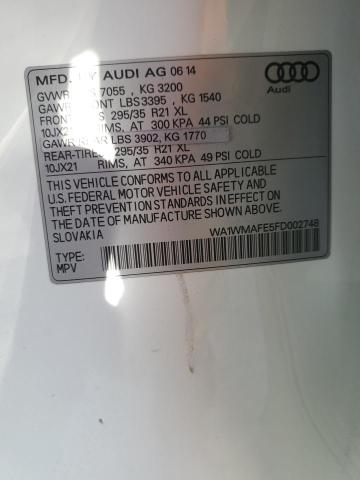 MFD. BY AUDI AG 06 14
GVWR LBS 7055 , KG 3200
GAWR FRONT LBS3395 , KG 1540
FRONT-TIRES 295/35 R21 XL
10JX21 RIMS, AT 300 KPA 44 PSI COLD
GAWR REAR LBS 3902, KG 1770
REAR-TIRES 295/35 R21 XL
10JX21 RIMS, AT 340 KPA 49 PSI COLD
THIS VEHICLE CONFORMS TO ALL APPLICABLE
U.S.FEDERAL MOTOR VEHICLE SAFETY, BUMPER AND
THEFT PREVENTION STANDARDS IN EFFECT ON
THE DATE OF MANUFACTURE SHOWN ABOVE
SLOVAKIA
WA1WMAFE5FD002748
TYPE:
MPV
Audi